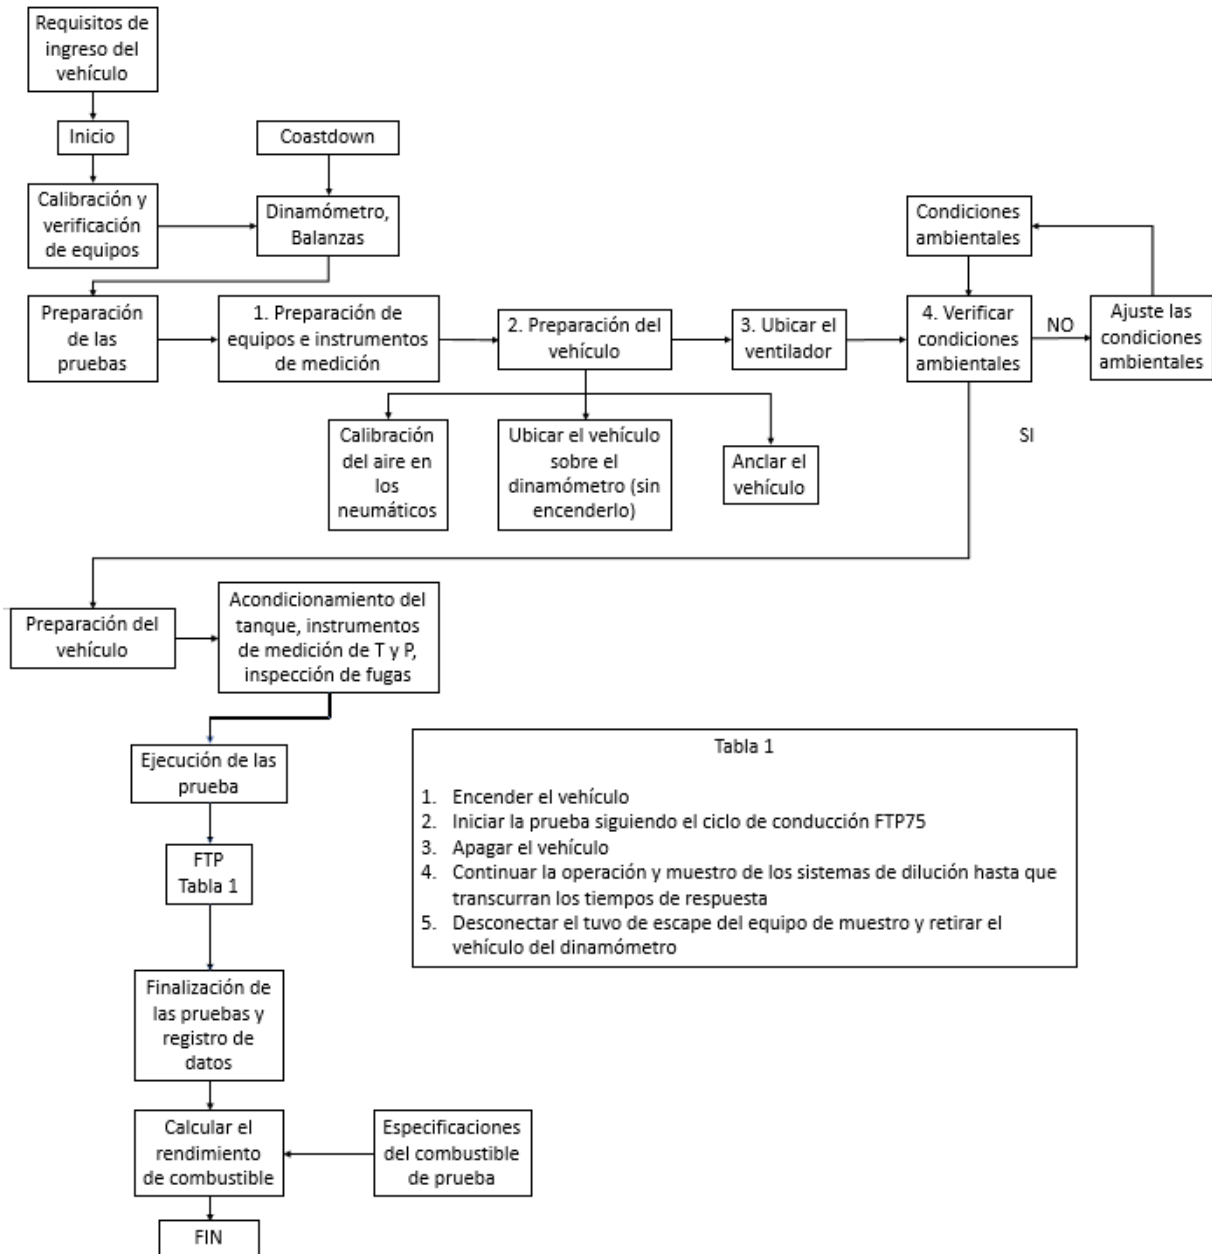 Requisitos de
ingreso del
vehículo
Inicio
Coastdown
Calibración y
verificación
de equipos
Dinamómetro,
Balanzas
Condiciones
ambientales
Preparación
de las
pruebas
1. Preparación de
equipos e instrumentos
de medición
2. Preparación del
vehículo
3. Ubicar el
ventilador
4. Verificar
condiciones
ambientales
NO
Ajuste las
condiciones
ambientales
SI
Calibración
del aire en
los
neumáticos
Ubicar el vehículo
sobre el
dinamómetro (sin
encenderlo)
Anclar el
vehículo
Preparación del
vehículo
Acondicionamiento del
tanque, instrumentos
de medición de T y P,
inspección de fugas
Ejecución de las
prueba
FTP
Tabla 1
Tabla 1
1. Encender el vehículo
2. Iniciar la prueba siguiendo el ciclo de conducción FTP75
3. Apagar el vehículo
4. Continuar la operación y muestro de los sistemas de dilución hasta que
transcurran los tiempos de respuesta
5. Desconectar el tuvo de escape del equipo de muestro y retirar el
vehículo del dinamómetro
Finalización de
las pruebas y
registro de
datos
Calcular el
rendimiento
de combustible
Especificaciones
del combustible
de prueba
FIN